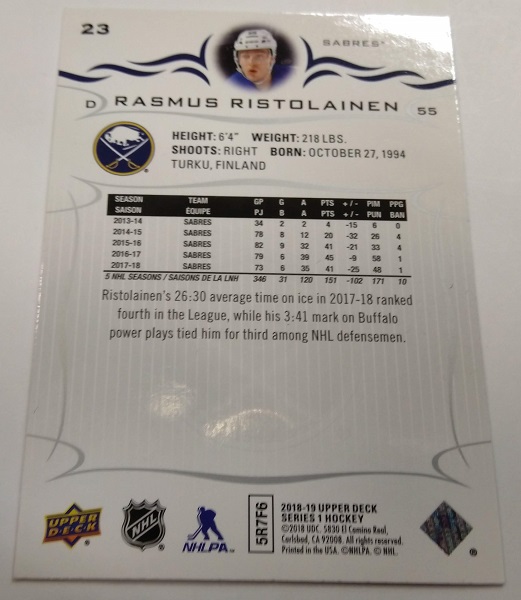 23
SABRES
D RASMUS RISTOLAINEN 55
HEIGHT: 6'4" WEIGHT: 218 LBS.
SHOOTS: RIGHT BORN: OCTOBER 27, 1994
TURKU, FINLAND
SEASON TEAM GP G A PTS +/- PIM PPG
SAISON ÉQUIPE PJ B A PTS +/- PUN BAN
2013-14 SABRES 34 2 2 4 -15 6 0
2014-15 SABRES 78 8 12 20 -32 26 4
2015-16 SABRES 82 9 32 41 -21 33 4
2016-17 SABRES 79 6 39 45 -9 58 1
2017-18 SABRES 73 6 35 41 -25 48 1
5 NHL SEASONS / SAISONS DE LA LNH 346 31 120 151 -102 171 10
Ristolainen's 26:30 average time on ice in 2017-18 ranked
fourth in the League, while his 3:41 mark on Buffalo
power plays tied him for third among NHL defensemen.
UPPER DECK
NHL
NHLPA
5R7F6
2018-19 UPPER DECK
SERIES 1 HOCKEY
©2018 UDC. 5830 El Camino Real,
Carlsbad, CA 92008. All Rights Reserved.
Printed in the USA. ©NHLPA. © NHL.